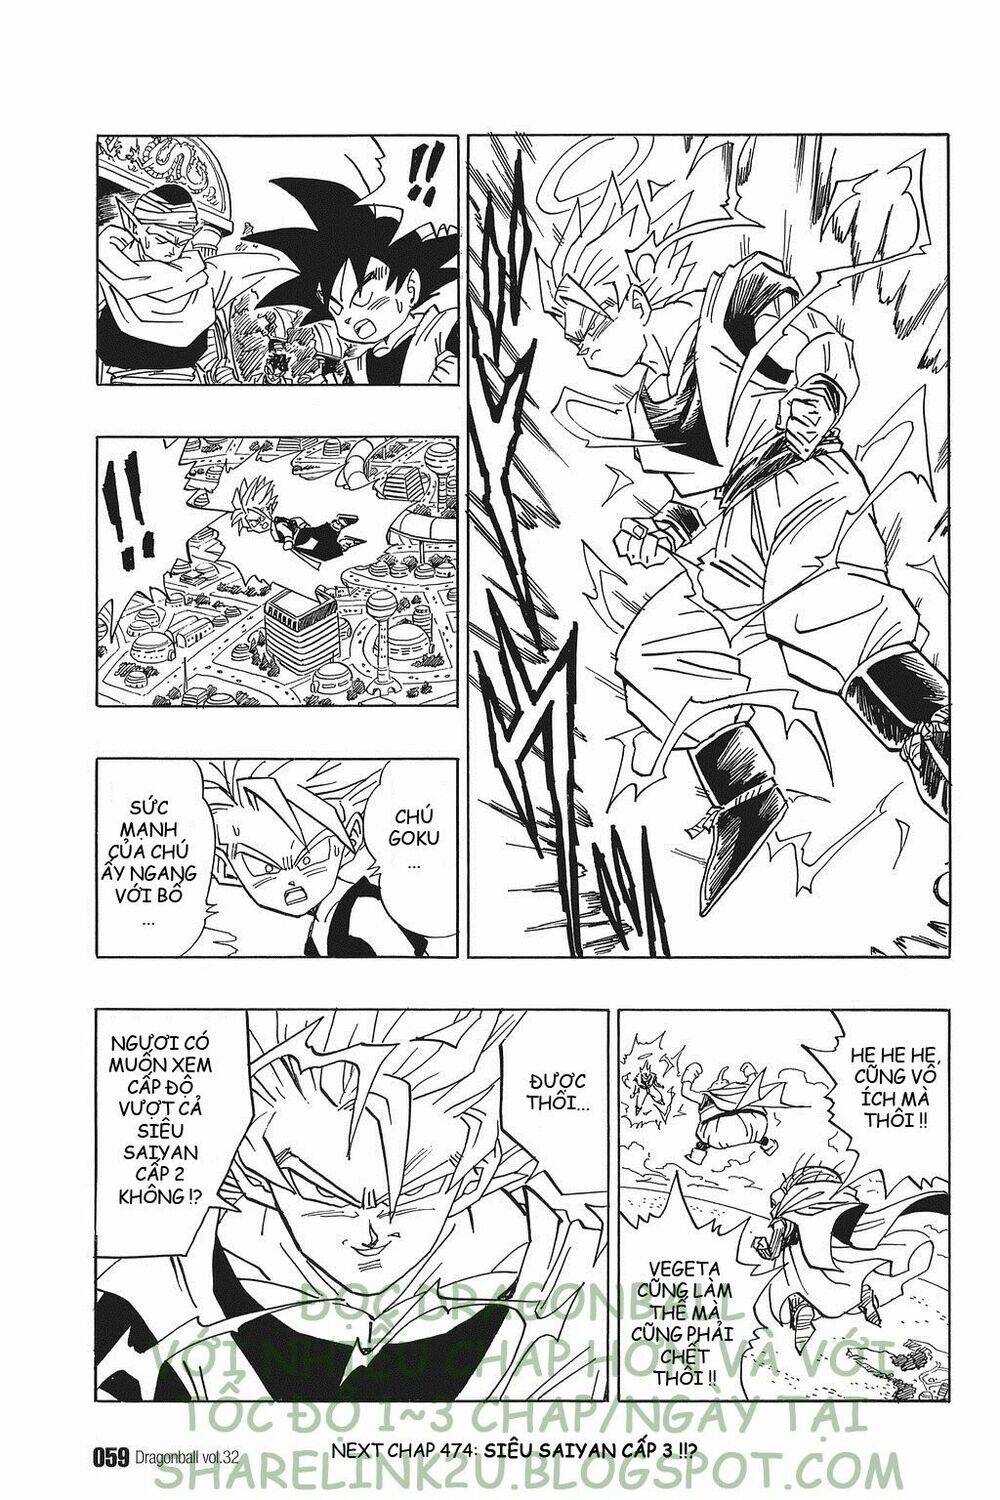 !!
!!
CHÚ
GOKU
...
SỨC
MẠNH
CỦA CHÚ
ẤY NGANG
VỚI BỐ
...
HE HE HE,
CŨNG VÔ
ÍCH MÀ
THÔI !!
VEGETA
CŨNG LÀM
THẾ MÀ
CŨNG PHẢI
CHẾT
THÔI !!
ĐƯỢC
THÔI...
NGƯƠI CÓ
MUỐN XEM
CẤP ĐỘ
VƯỢT CẢ
SIÊU
SAIYAN
CẤP 2
KHÔNG !?
ĐỌC DRAGONBALL
VỚI NHIỀU CHAP HƠN VÀ VỚI
TỐC ĐỘ 1~3 CHAP/NGÀY TẠI
SHARELINK2U.BLOGSPOT.COM
059 Dragonball vol.32
NEXT CHAP 474: SIÊU SAIYAN CẤP 3 !!?